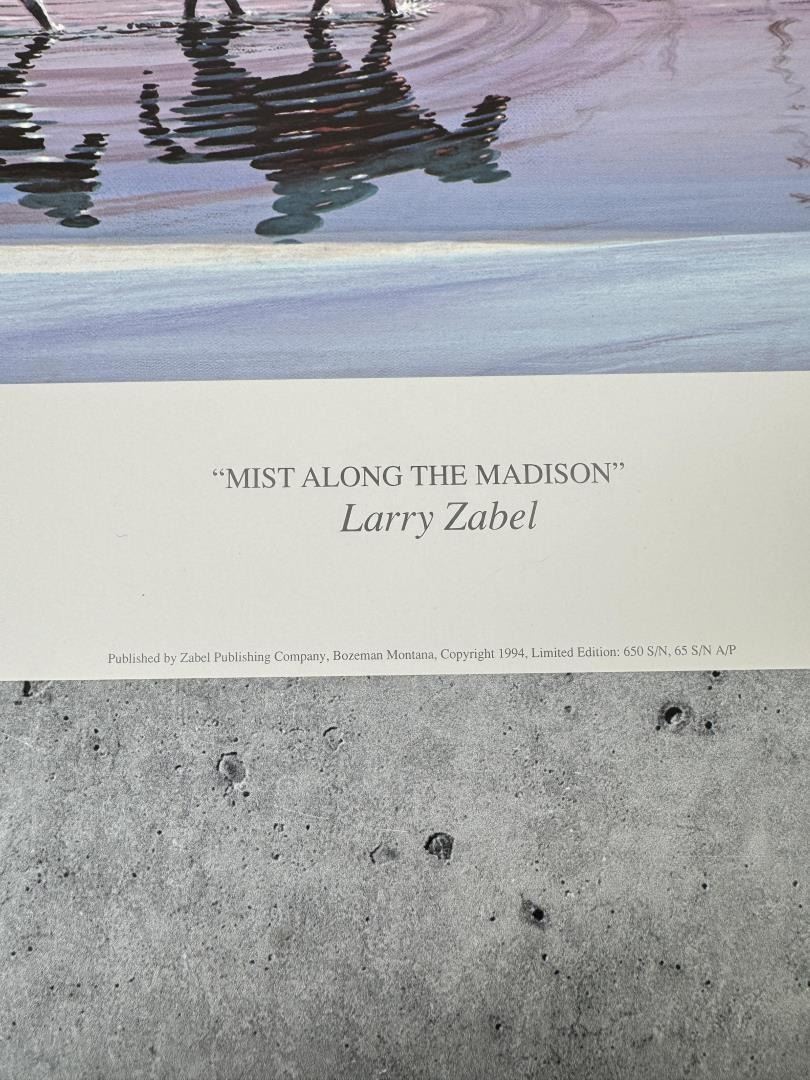 “MIST ALONG THE MADISON”
Larry Zabel
Published by Zabel Publishing Company, Bozeman Montana, Copyright 1994, Limited Edition: 650 S/N, 65 S/N A/P